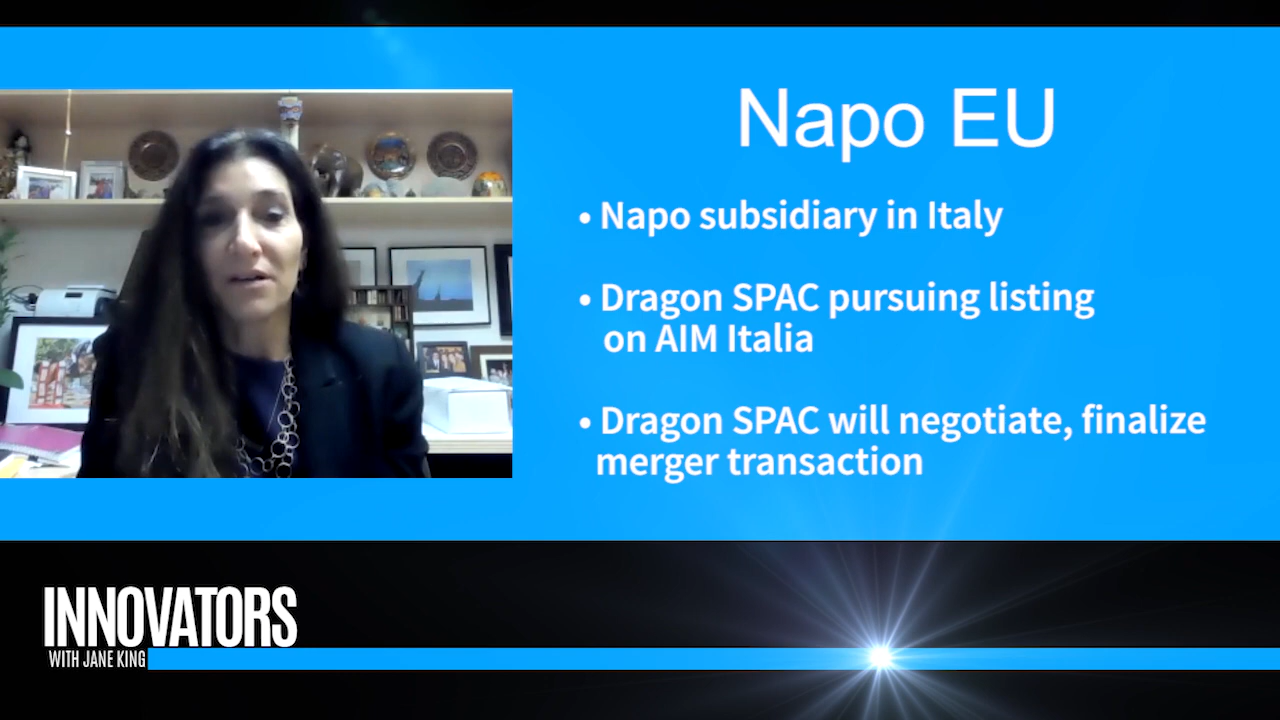 Napo EU
• Napo subsidiary in Italy
• Dragon SPAC pursuing listing
on AIM Italia
• Dragon SPAC will negotiate, finalize
merger transaction
INNOVATORS
WITH JANE KING